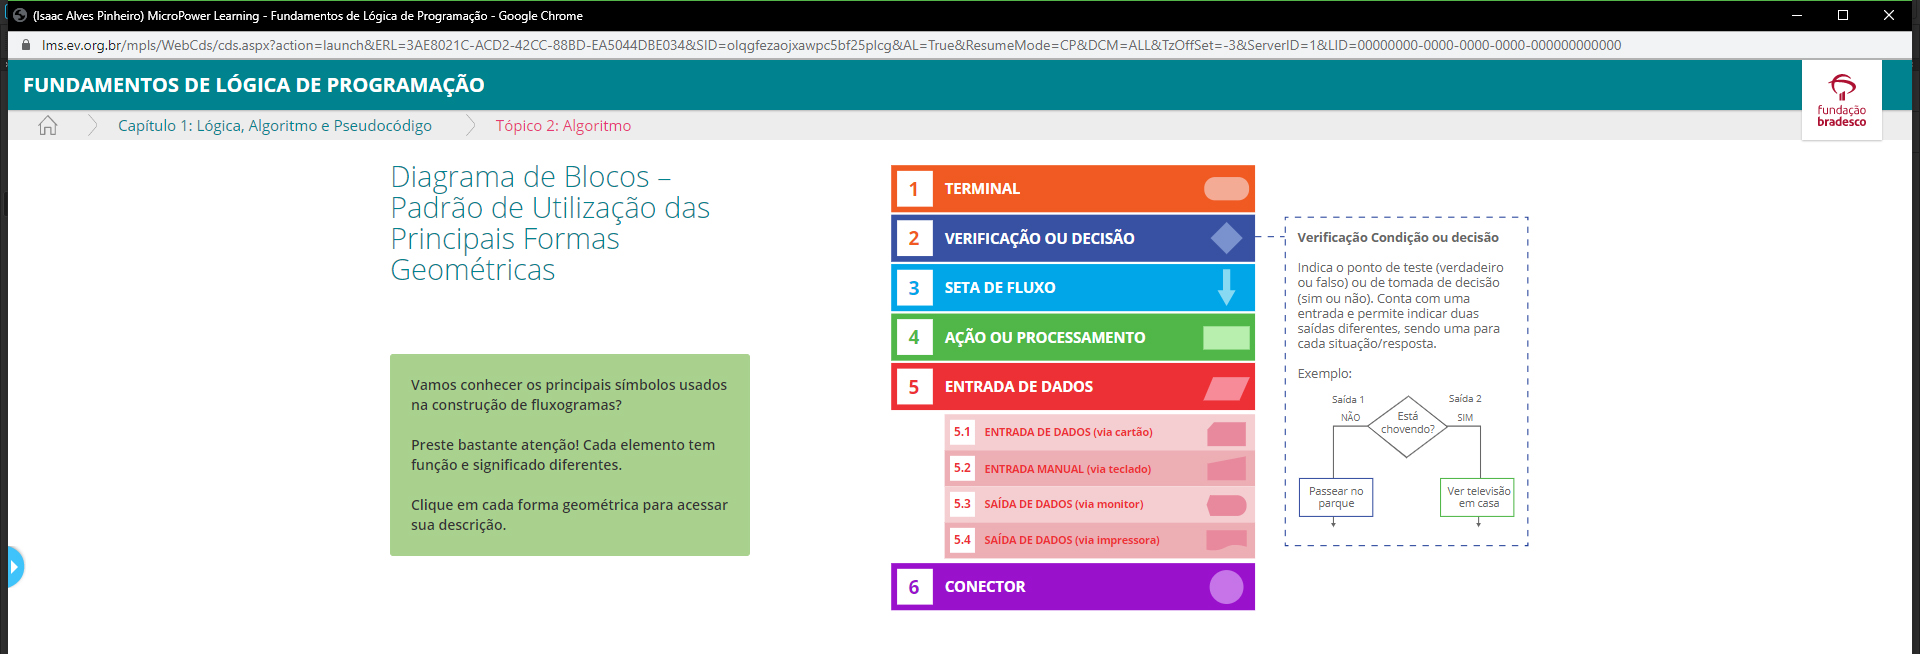 (Isaac Alves Pinheiro) MicroPower Learning - Fundamentos de Lógica de Programação - Google Chrome
lms.ev.org.br/mpls/WebCds/cds.aspx?action=launch&ERL=3AE8021C-ACD2-42CC-88BD-EA5044DBE034&SID=olqgfezaojxawpc5bf25plcg&AL=True&ResumeMode=CP&DCM=ALL&TzOffSet=-3&ServerID=1&LID=00000000-0000-0000-0000-000000000000
FUNDAMENTOS DE LÓGICA DE PROGRAMAÇÃO
fundação
bradesco
Capítulo 1: Lógica, Algoritmo e Pseudocódigo
Tópico 2: Algoritmo
Diagrama de Blocos –
Padrão de Utilização das
Principais Formas
Geométricas
Vamos conhecer os principais símbolos usados
na construção de fluxogramas?
Preste bastante atenção! Cada elemento tem
função e significado diferentes.
Clique em cada forma geométrica para acessar
sua descrição.
1 TERMINAL
2 VERIFICAÇÃO OU DECISÃO
3 SETA DE FLUXO
4 AÇÃO OU PROCESSAMENTO
5 ENTRADA DE DADOS
5.1 ENTRADA DE DADOS (via cartão)
5.2 ENTRADA MANUAL (via teclado)
5.3 SAÍDA DE DADOS (via monitor)
5.4 SAÍDA DE DADOS (via impressora)
6 CONECTOR
Verificação Condição ou decisão
Indica o ponto de teste (verdadeiro
ou falso) ou de tomada de decisão
(sim ou não). Conta com uma
entrada e permite indicar duas
saídas diferentes, sendo uma para
cada situação/resposta.
Exemplo:
Saída 1
Saída 2
NÃO
Está
chovendo?
SIM
Passear no
parque
Ver televisão
em casa